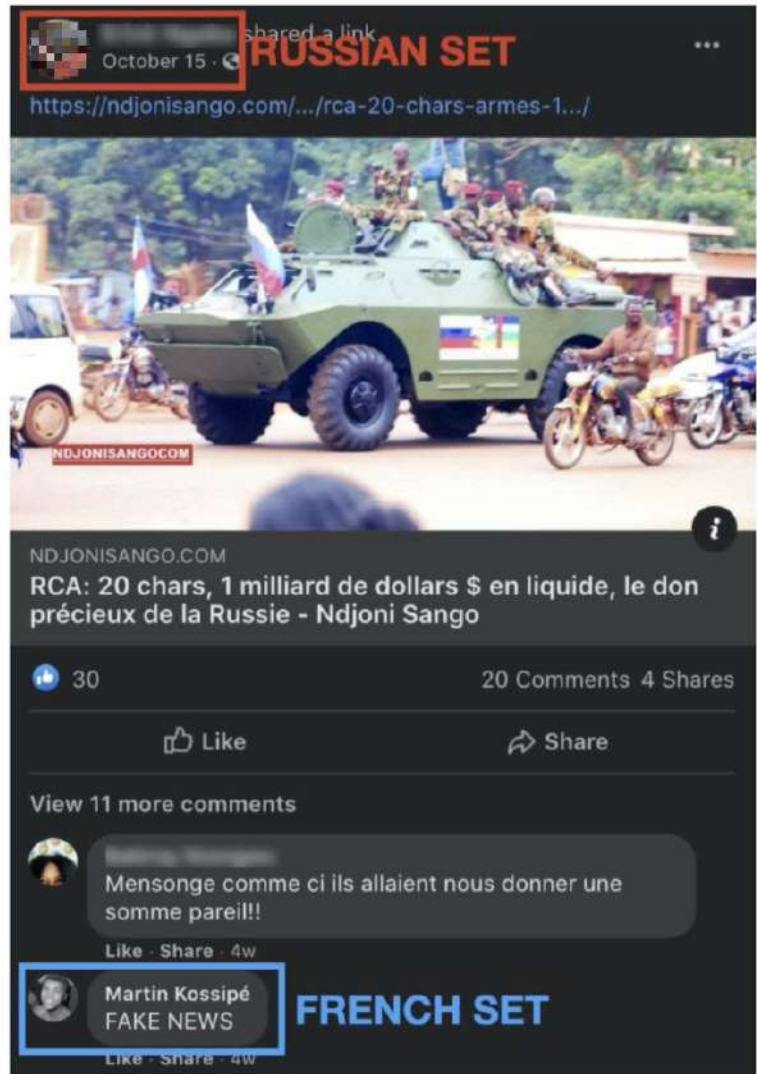 shared a link
RUSSIAN SET
October 15 ·
https://ndjonisango.com/.../rca-20-chars-armes-1.../
NDJONISANGOCOM
i
NDJONISANGO.COM
RCA: 20 chars, 1 milliard de dollars $ en liquide, le don
précieux de la Russie - Ndjoni Sango
30
20 Comments 4 Shares
Like
Share
View 11 more comments
Mensonge comme ci ils allaient nous donner une
somme pareil!!
Like · Share · 4w
Martin Kossipé
FAKE NEWS
FRENCH SET
Like · Share · 4w